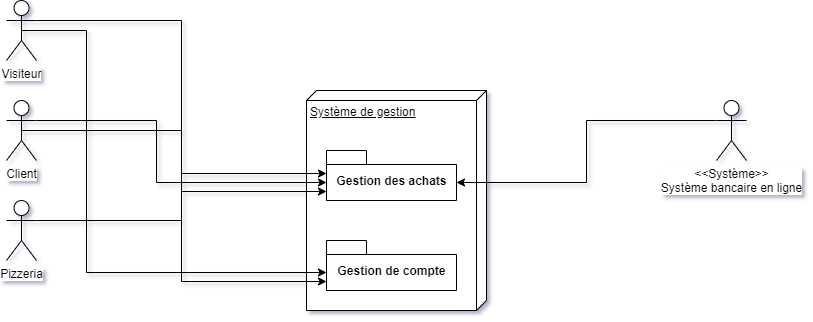 Visiteur
Système de gestion
Client
Gestion des achats
<<Système>>
Système bancaire en ligne
Pizzeria
Gestion de compte